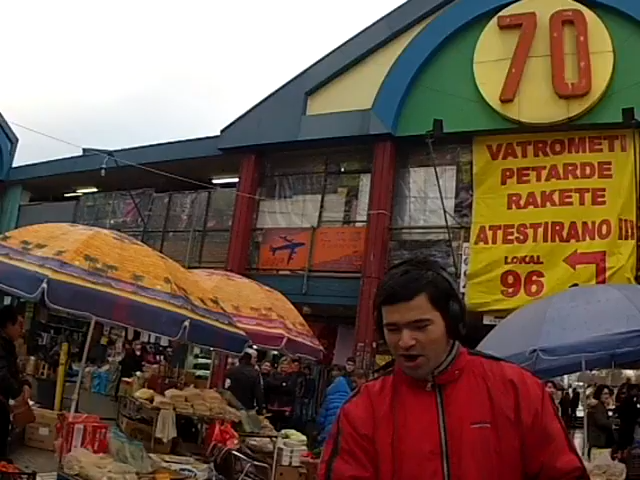 70
VATROMETI
PETARDE
RAKETE
ATESTIRANO !!!
LOKAL
96